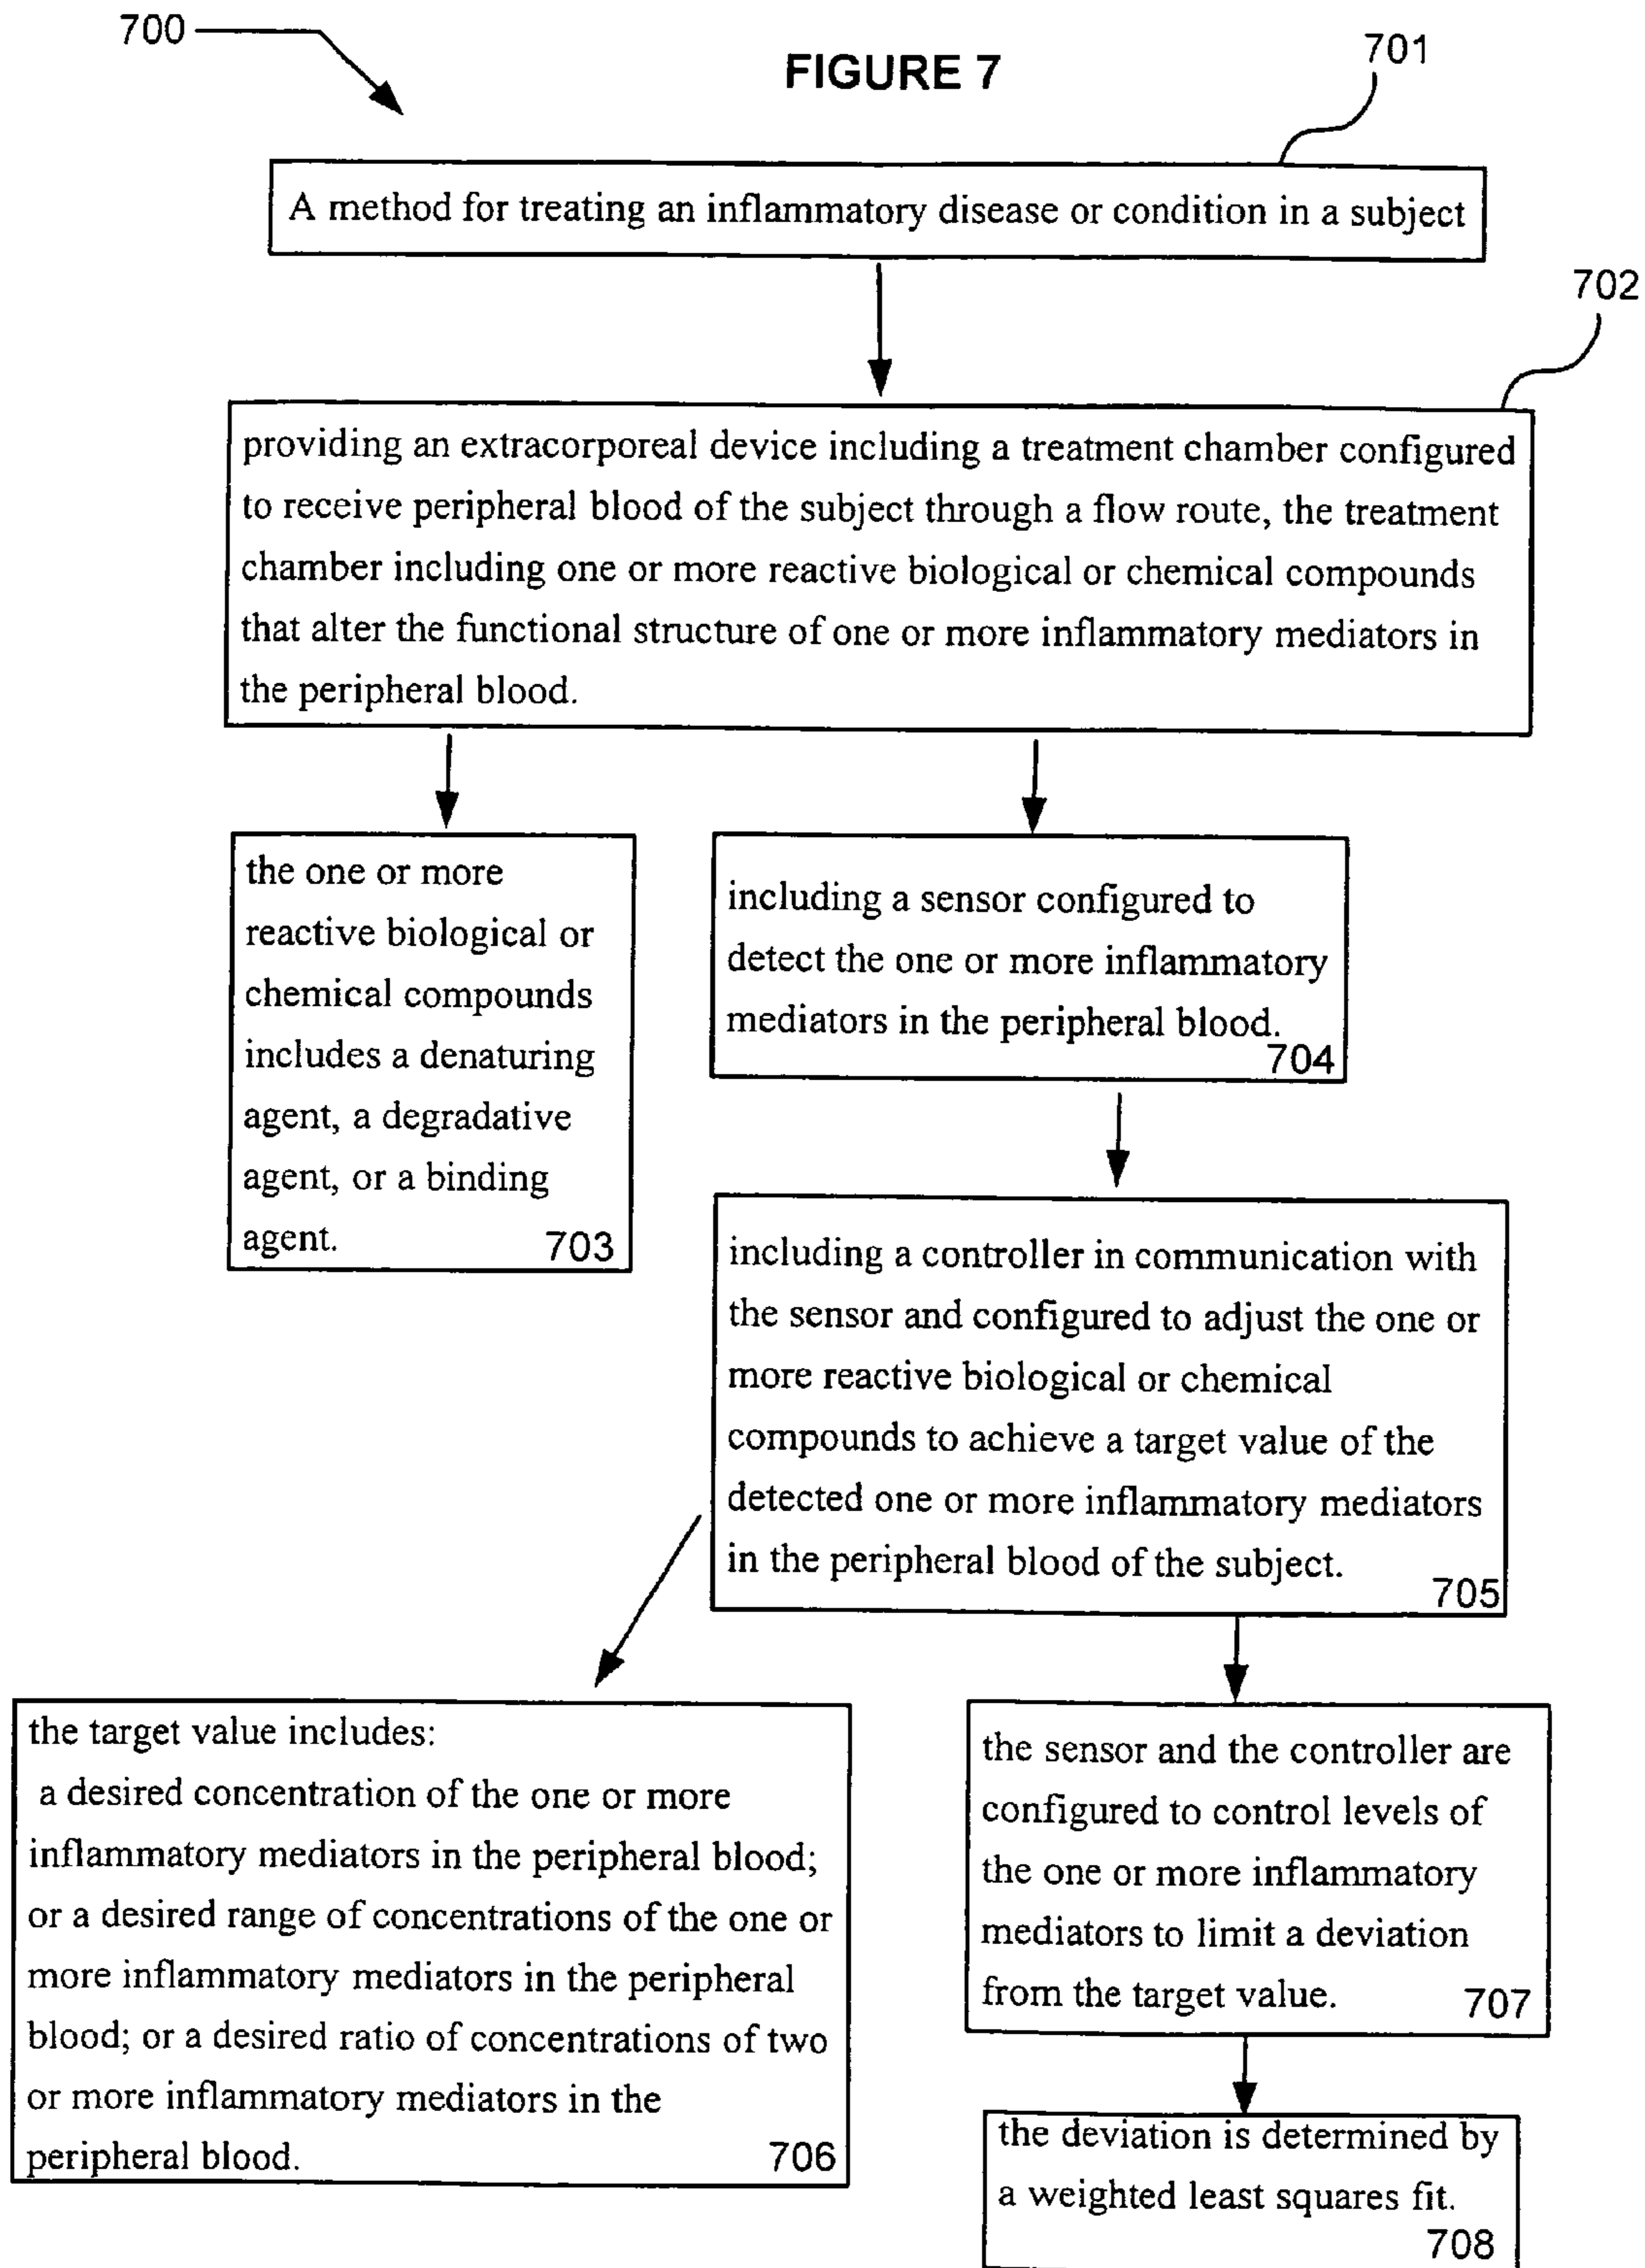 700
FIGURE 7
701
A method for treating an inflammatory disease or condition in a subject
702
providing an extracorporeal device including a treatment chamber configured
to receive peripheral blood of the subject through a flow route, the treatment
chamber including one or more reactive biological or chemical compounds
that alter the functional structure of one or more inflammatory mediators in
the peripheral blood.
the one or more
reactive biological or
chemical compounds
includes a denaturing
agent, a degradative
agent, or a binding
agent.
703
including a sensor configured to
detect the one or more inflammatory
mediators in the peripheral blood.
704
including a controller in communication with
the sensor and configured to adjust the one or
more reactive biological or chemical
compounds to achieve a target value of the
detected one or more inflammatory mediators
in the peripheral blood of the subject.
705
the target value includes:
a desired concentration of the one or more
inflammatory mediators in the peripheral blood;
or a desired range of concentrations of the one or
more inflammatory mediators in the peripheral
blood; or a desired ratio of concentrations of two
or more inflammatory mediators in the
peripheral blood.
706
the sensor and the controller are
configured to control levels of
the one or more inflammatory
mediators to limit a deviation
from the target value.
707
the deviation is determined by
a weighted least squares fit.
708